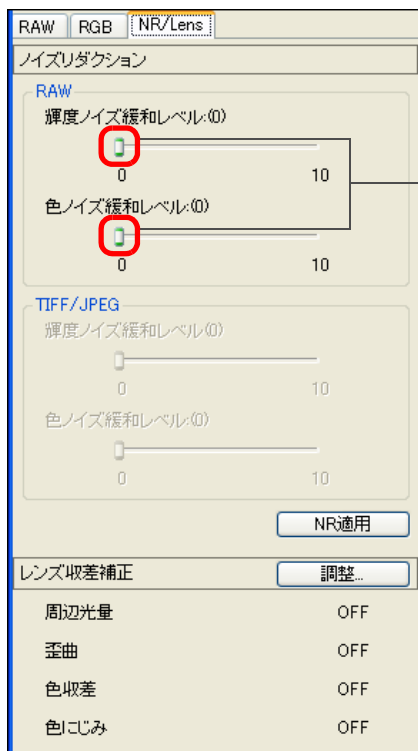 RAW RGB NR/Lens
ノイズリダクション
RAW
輝度ノイズ緩和レベル:(0)
0 10
色ノイズ緩和レベル:(0)
0 10
TIFF/JPEG
輝度ノイズ緩和レベル(0)
0 10
色ノイズ緩和レベル:(0)
0 10
NR適用
レンズ収差補正 調整...
周辺光量 OFF
歪曲 OFF
色収差 OFF
色にじみ OFF